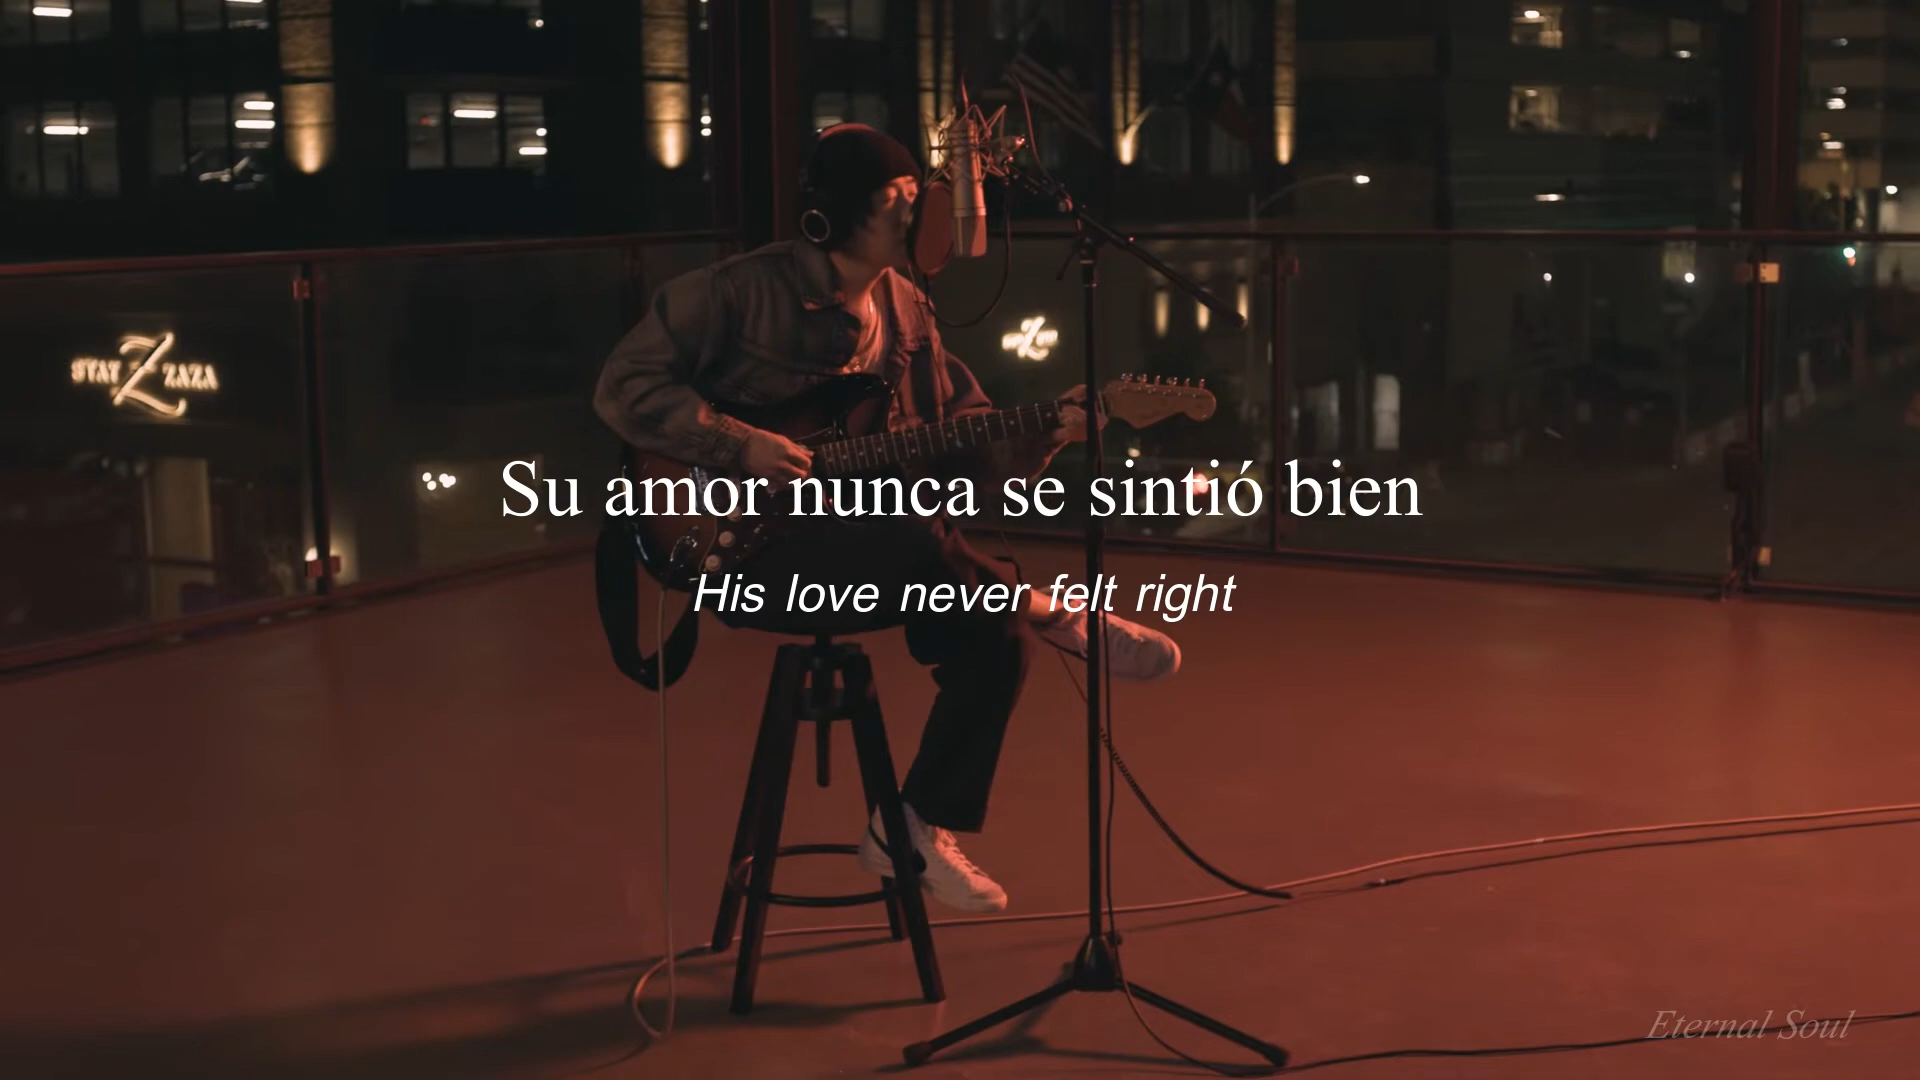 STAY Z ZAZA
Su amor nunca se sintió bien
His love never felt right
Eternal Soul